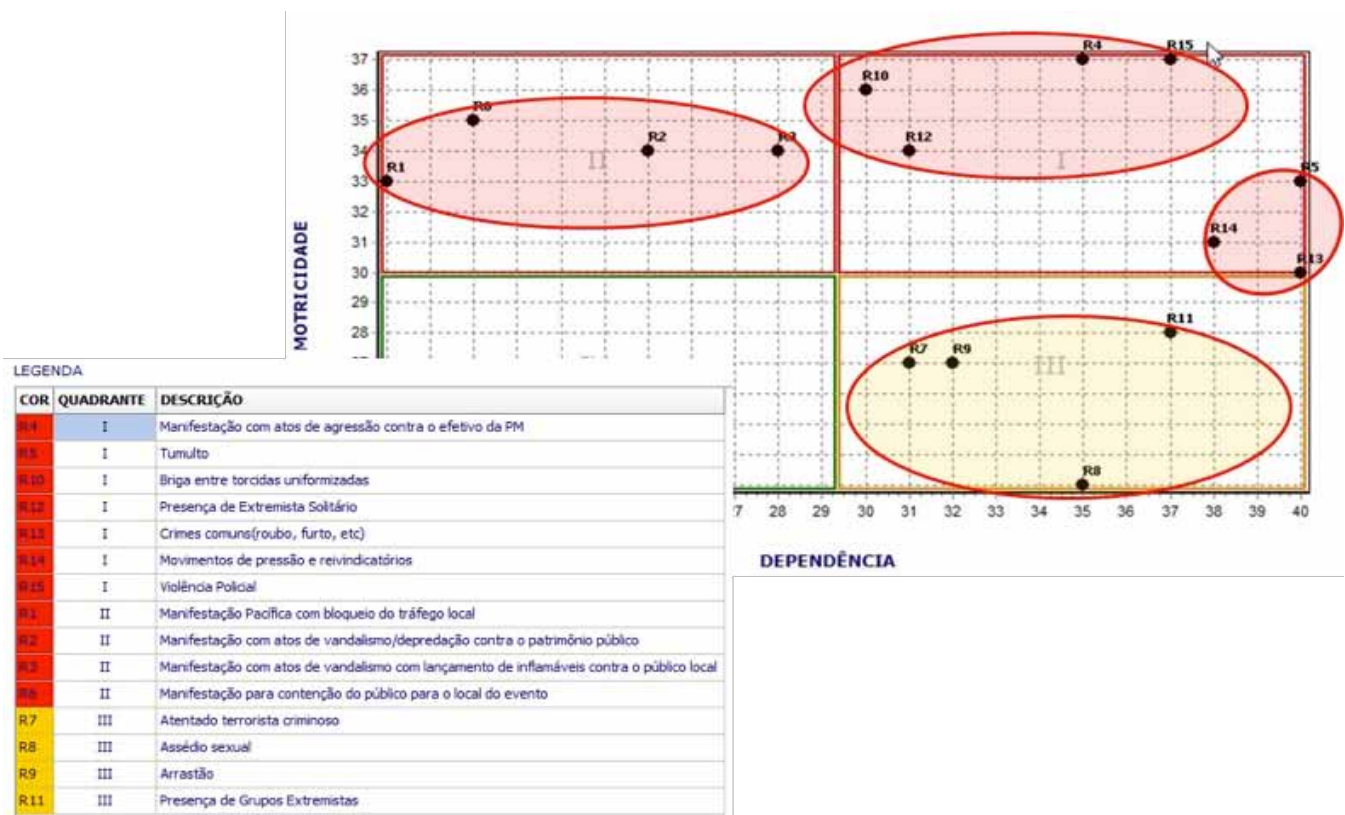 37
36
35
34
33
32
31
30
29
28
MOTRICIDADE
R4
R15
R10
R6
R2
R3
R12
R1
II
I
R5
R14
R13
R11
R7
R9
III
R8
28 29 30 31 32 33 34 35 36 37 38 39 40
DEPENDÊNCIA
LEGENDA
COR QUADRANTE DESCRIÇÃO
R4 I Manifestação com atos de agressão contra o efetivo da PM
R5 I Tumulto
R10 I Briga entre torcidas uniformizadas
R12 I Presença de Extremista Solitário
R13 I Crimes comuns(roubo, furto, etc)
R14 I Movimentos de pressão e reivindicatórios
R15 I Violência Policial
R1 II Manifestação Pacífica com bloqueio do tráfego local
R2 II Manifestação com atos de vandalismo/depredação contra o patrimônio público
R3 II Manifestação com atos de vandalismo com lançamento de inflamáveis contra o público local
R6 II Manifestação para contenção do público para o local do evento
R7 III Atentado terrorista criminoso
R8 III Assédio sexual
R9 III Arrastão
R11 III Presença de Grupos Extremistas